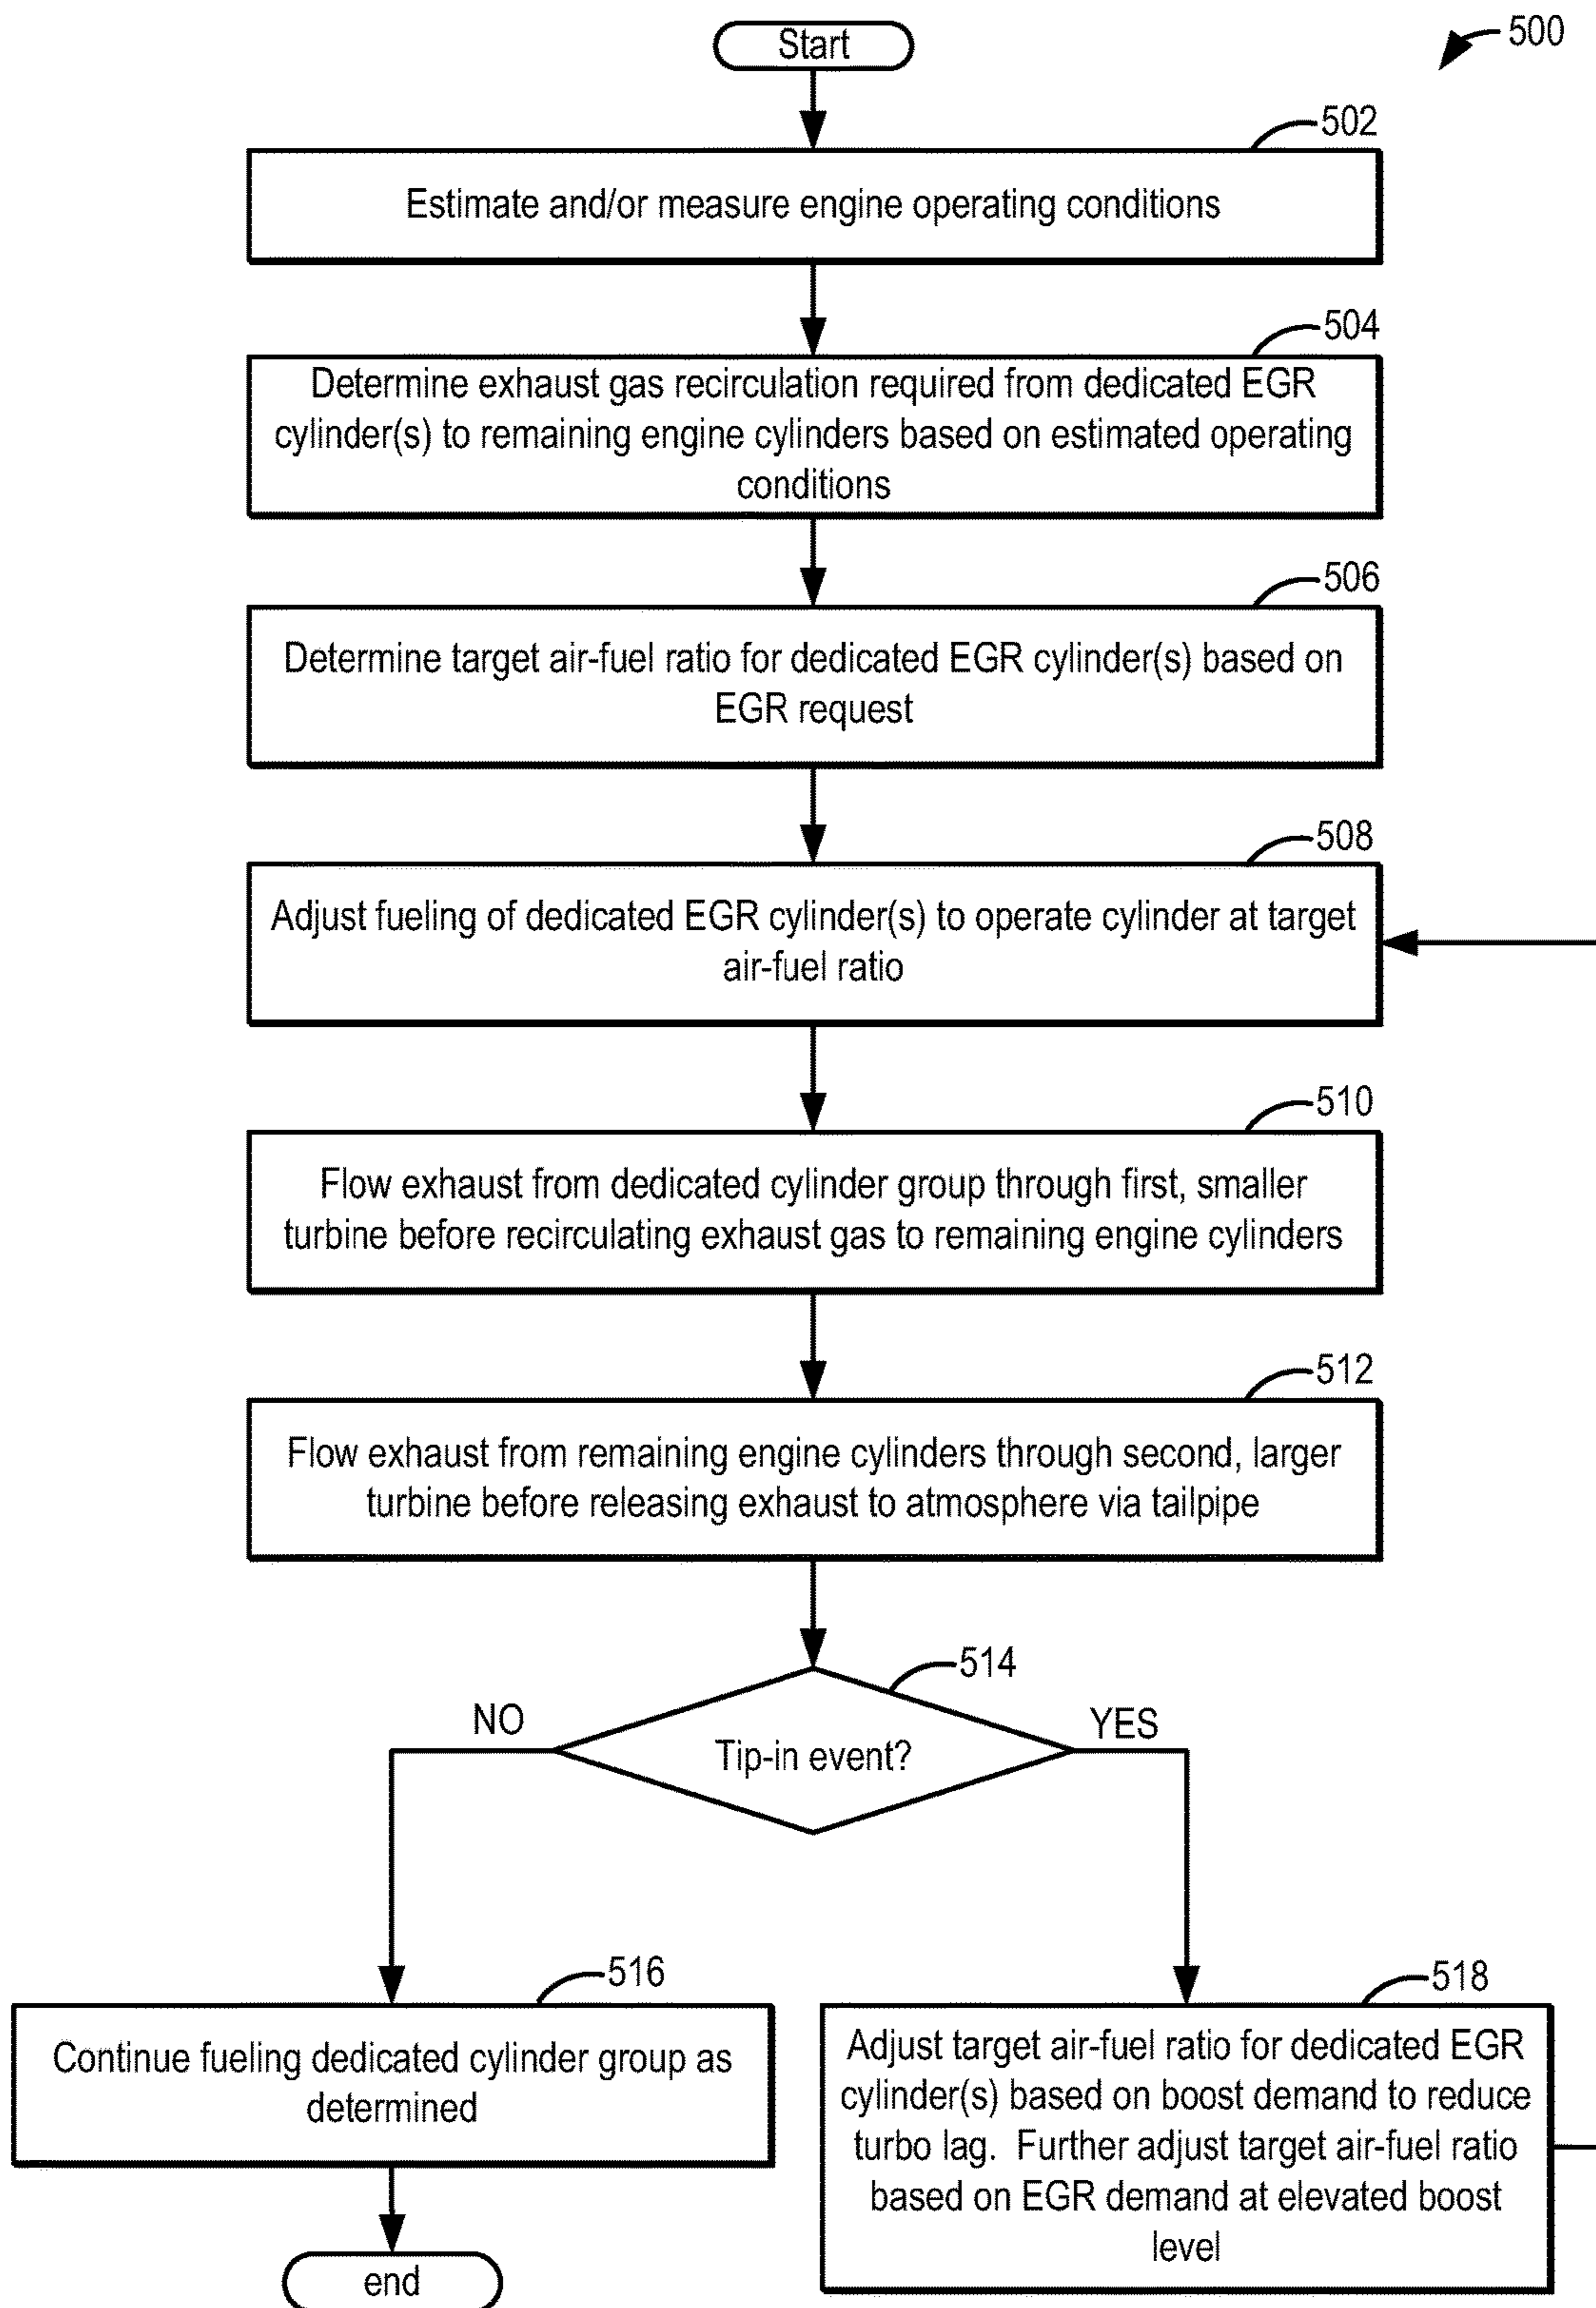 Start
500
502
Estimate and/or measure engine operating conditions
504
Determine exhaust gas recirculation required from dedicated EGR
cylinder(s) to remaining engine cylinders based on estimated operating
conditions
506
Determine target air-fuel ratio for dedicated EGR cylinder(s) based on
EGR request
508
Adjust fueling of dedicated EGR cylinder(s) to operate cylinder at target
air-fuel ratio
510
Flow exhaust from dedicated cylinder group through first, smaller
turbine before recirculating exhaust gas to remaining engine cylinders
512
Flow exhaust from remaining engine cylinders through second, larger
turbine before releasing exhaust to atmosphere via tailpipe
514
NO
YES
Tip-in event?
516
Continue fueling dedicated cylinder group as
determined
end
518
Adjust target air-fuel ratio for dedicated EGR
cylinder(s) based on boost demand to reduce
turbo lag. Further adjust target air-fuel ratio
based on EGR demand at elevated boost
level